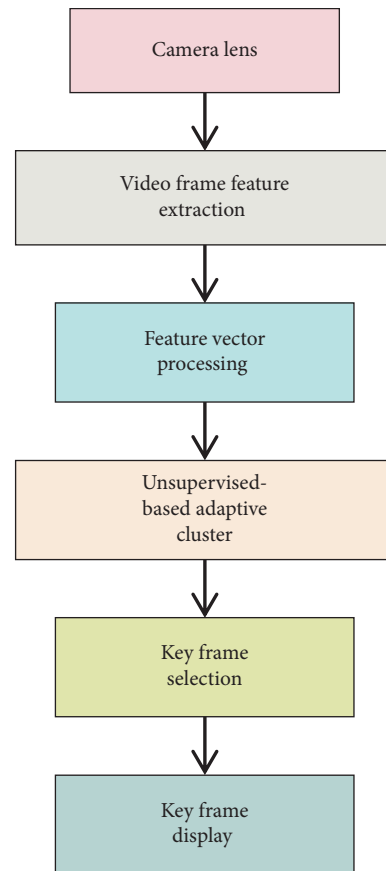 Camera lens
Video frame feature
extraction
Feature vector
processing
Unsupervised-
based adaptive
cluster
Key frame
selection
Key frame
display